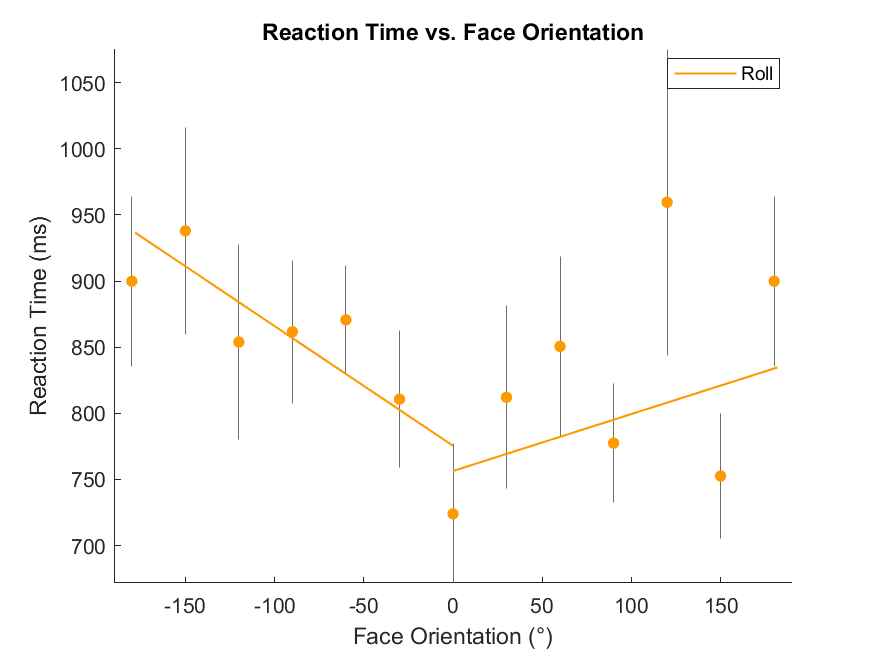 Reaction Time vs. Face Orientation
Roll
1050
1000
950
900
850
800
750
700
Reaction Time (ms)
-150 -100 -50 0 50 100 150
Face Orientation (°)